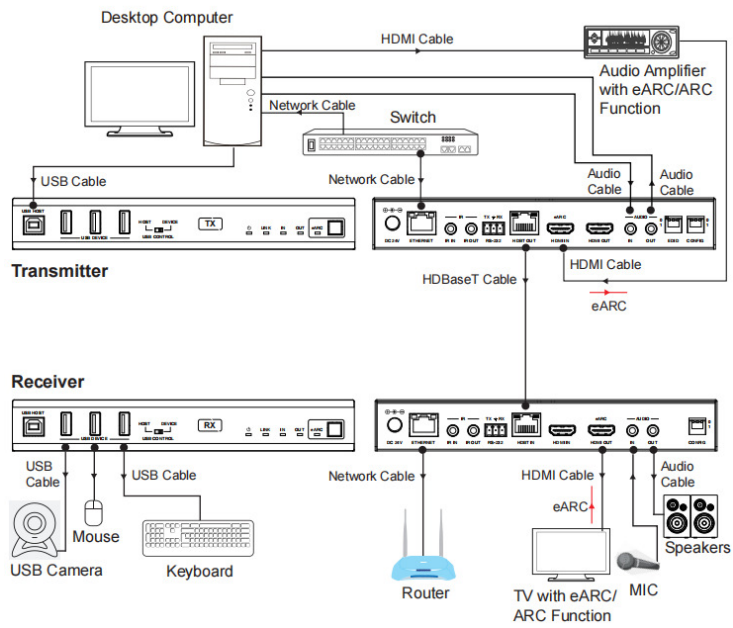 Desktop Computer
HDMI Cable
Audio Amplifier
with eARC/ARC
Function
Network Cable
Switch
USB Cable
Network Cable
Audio
Cable
Audio
Cable
USB HOST
USB DEVICE
HOST DEVICE
USB CONTROL
TX
LINK
IN
OUT
eARC
DC 24V
ETHERNET
IR
IR IN
IR OUT
TX RX
RS-232
HDBT OUT
eARC
HDMI IN
HDMI OUT
AUDIO
IN
OUT
EDID
CONFIG
Transmitter
HDBaseT Cable
HDMI Cable
eARC
Receiver
USB HOST
USB DEVICE
HOST DEVICE
USB CONTROL
RX
LINK
IN
OUT
eARC
DC 24V
ETHERNET
IR
IR IN
IR OUT
TX RX
RS-232
HDBT IN
HDMI IN
eARC
HDMI OUT
AUDIO
IN
OUT
CONFIG
USB
Cable
USB Cable
Network Cable
HDMI Cable
Audio
Cable
eARC
Mouse
USB Camera
Keyboard
Router
TV with eARC/
ARC Function
MIC
Speakers